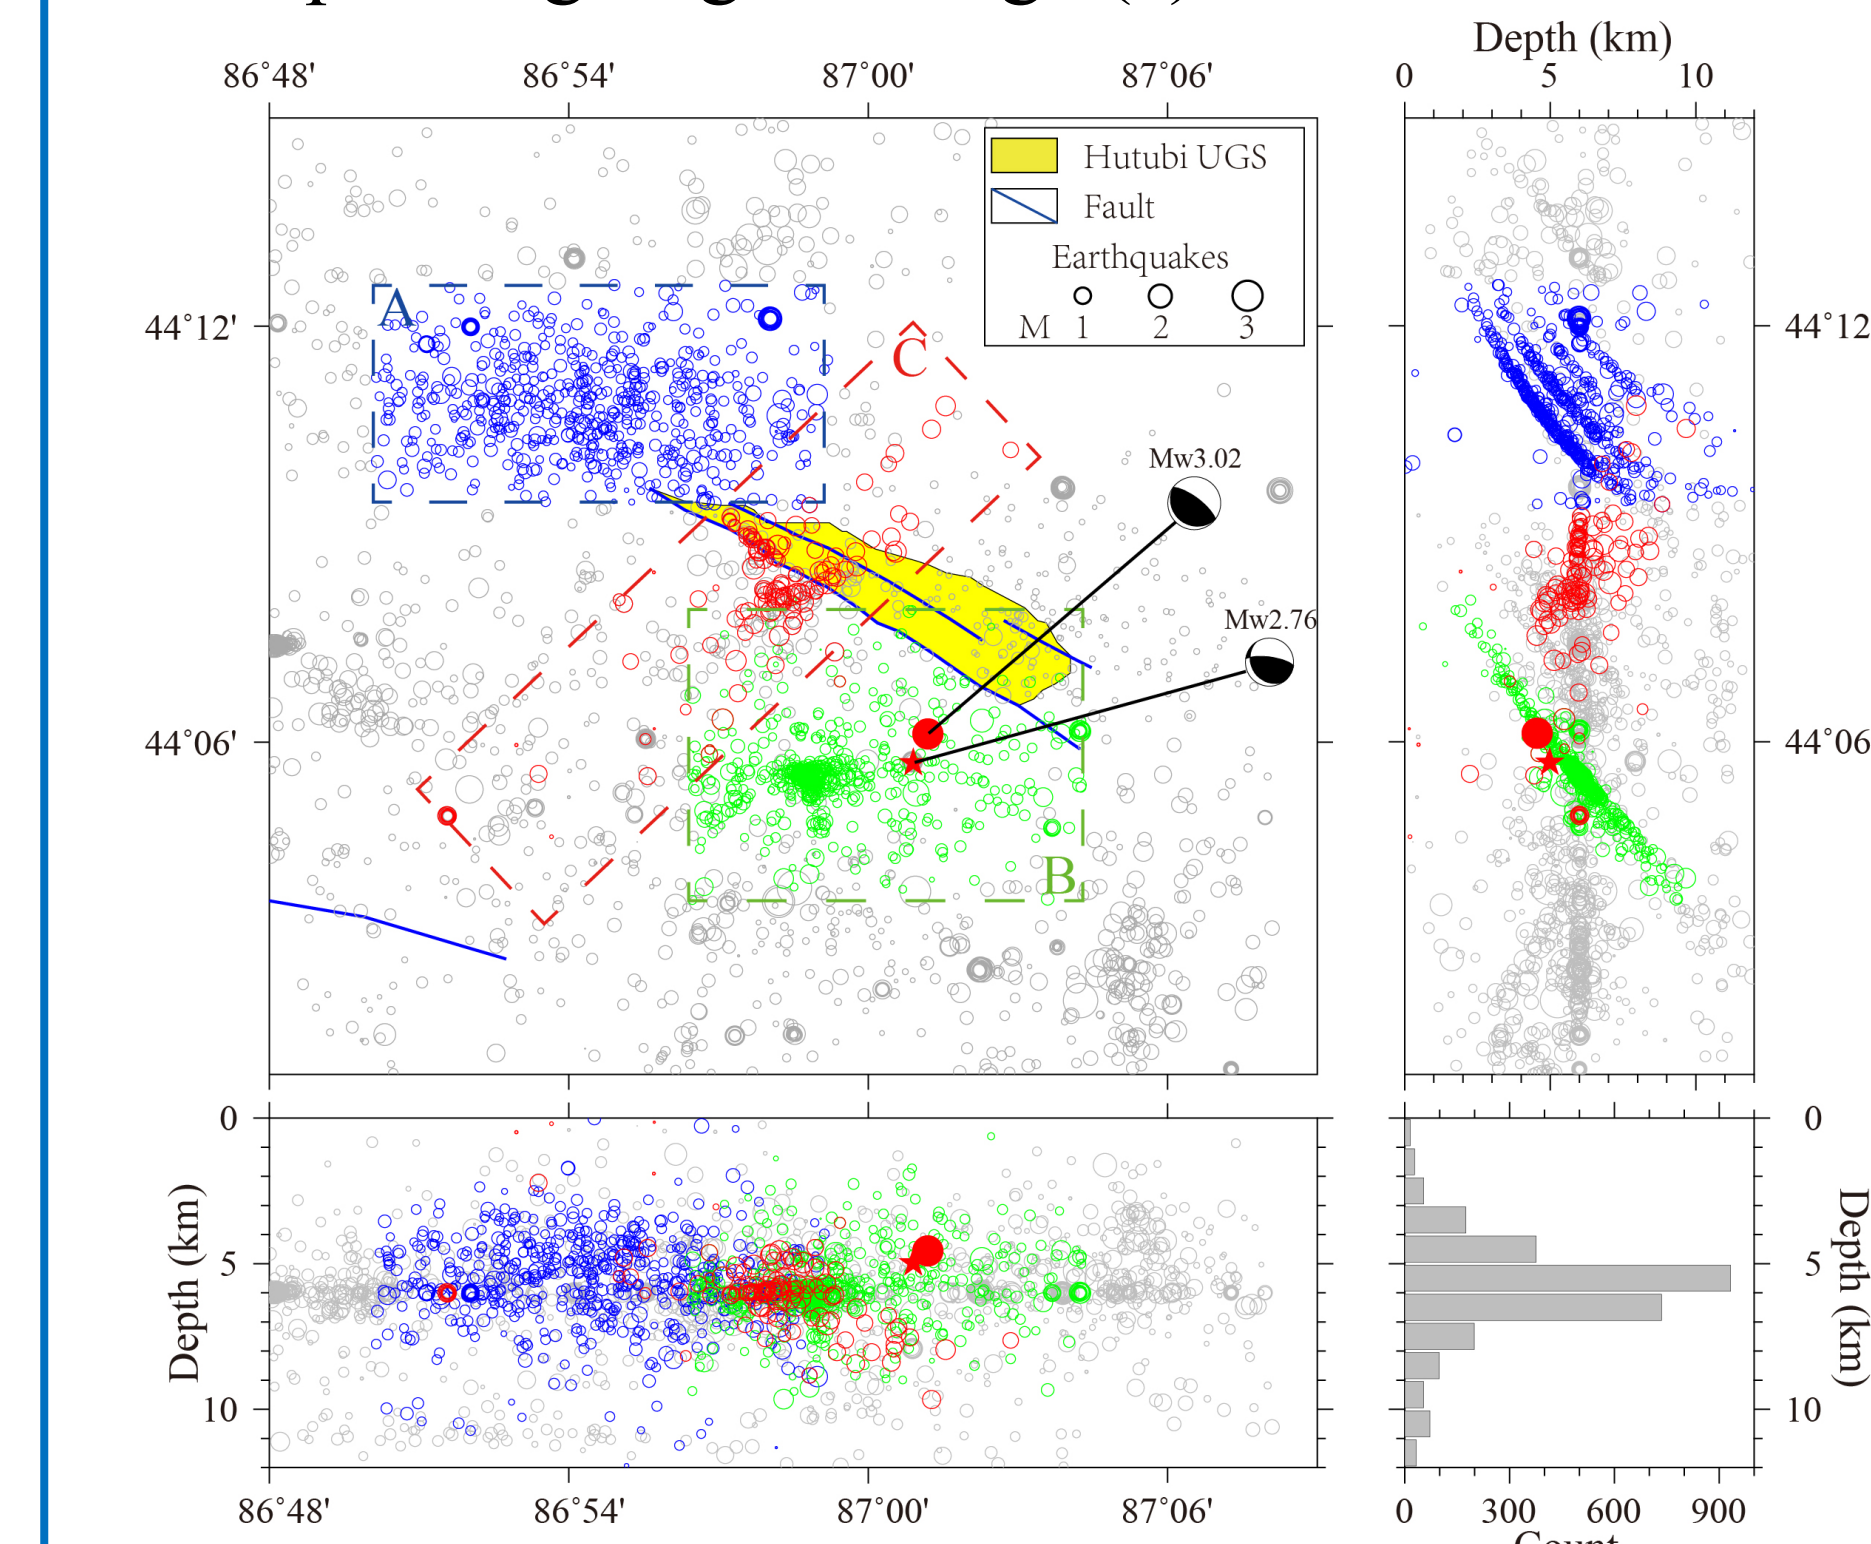 Depth (km)
86°48' 86°54' 87°00' 87°06' 0 5 10
Hutubi UGS
A Fault
Earthquakes
44°12' 44°12
C M 1 2 3
Mw3.02
Mw2.76
44°06' 44°06
B
0 0
Depth (km) 5 5 Depth (km)
10 10
86°48' 86°54' 87°00' 87°06' 0 300 600 900
Count